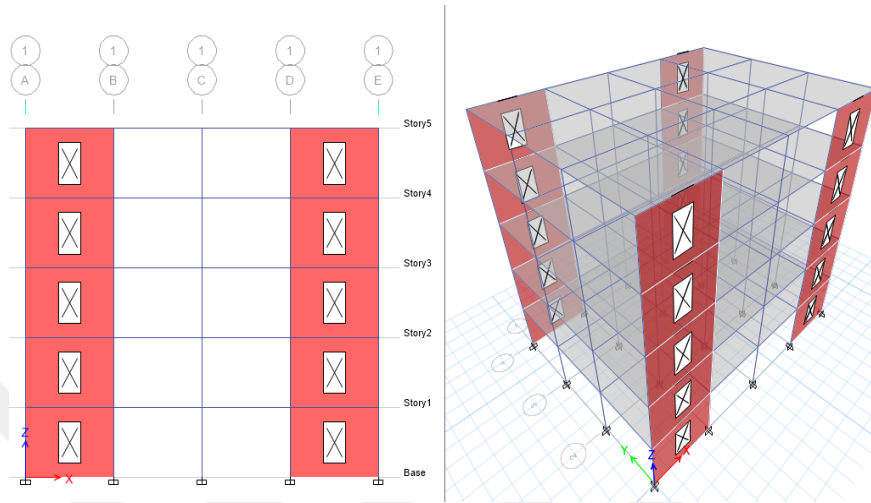 1 1 1 1 1
A B C D E
Story5
Story4
Story3
Story2
Story1
Base
Z
X
Y
Z
X